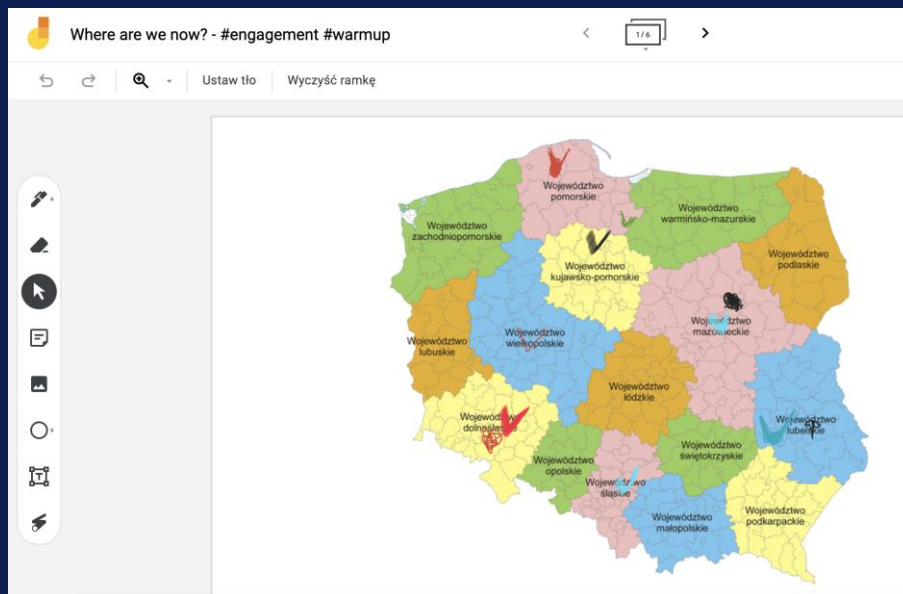 Where are we now? - #engagement #warmup
1/6
Ustaw tło
Wyczyść ramkę
Województwo
pomorskie
Województwo
zachodniopomorskie
Województwo
warmińsko-mazurskie
Województwo
podlaskie
Województwo
kujawsko-pomorskie
Województwo
mazowieckie
Województwo
wielkopolskie
Województwo
lubuskie
Województwo
łódzkie
Województwo
dolnośląskie
Województwo
lubelskie
Województwo
świętokrzyskie
Województwo
opolskie
Województwo
śląskie
Województwo
małopolskie
Województwo
podkarpackie